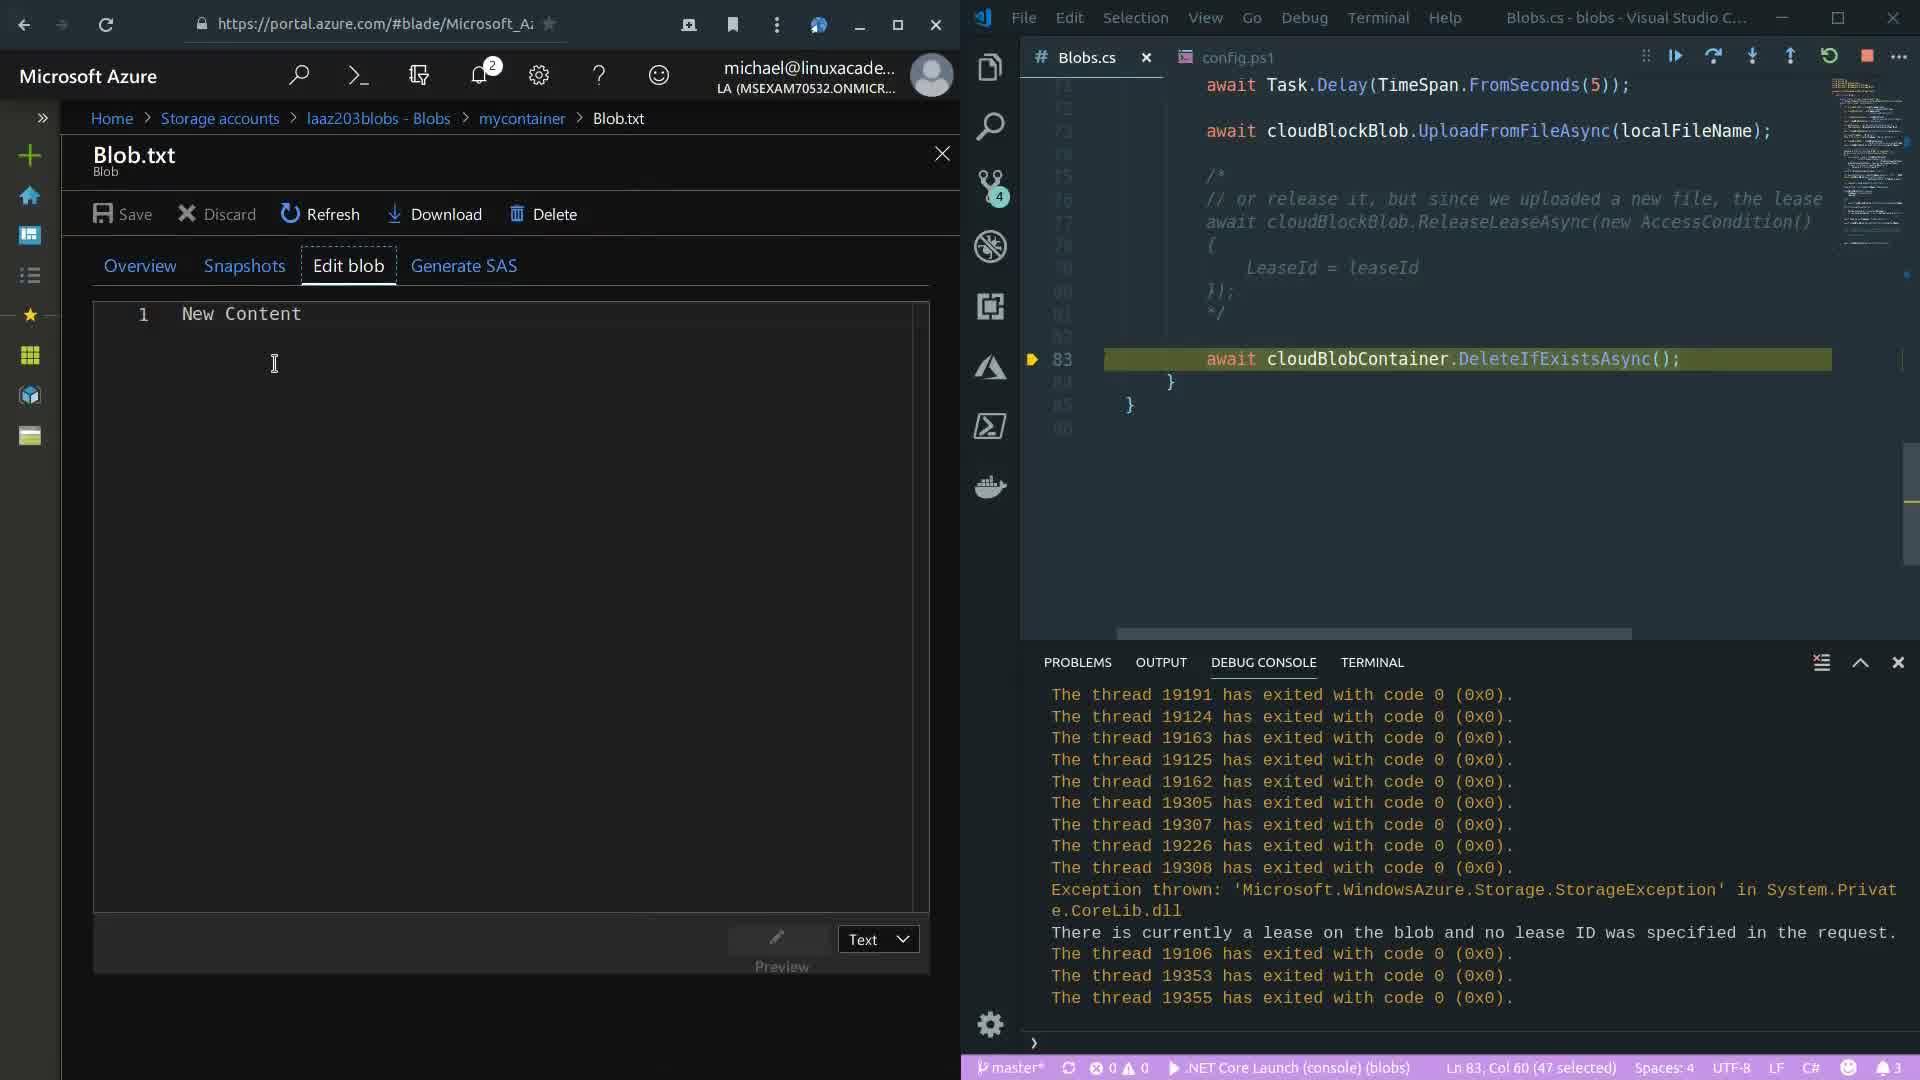 https://portal.azure.com/#blade/Microsoft_Az
Microsoft Azure
2
michael@linuxacade...
LA (MSEXAM70532.ONMICR...
Home > Storage accounts > laaz203blobs - Blobs > mycontainer > Blob.txt
Blob.txt
Blob
Save Discard Refresh Download Delete
Overview Snapshots Edit blob Generate SAS
1 New Content
Text
Preview
File Edit Selection View Go Debug Terminal Help Blobs.cs - blobs - Visual Studio C...
# Blobs.cs config.ps1
4
71 await Task.Delay(TimeSpan.FromSeconds(5));
72
73 await cloudBlockBlob.UploadFromFileAsync(localFileName);
74
75 /*
76 // or release it, but since we uploaded a new file, the lease
77 await cloudBlockBlob.ReleaseLeaseAsync(new AccessCondition()
78 {
79 LeaseId = leaseId
80 });
81 */
82
83 await cloudBlobContainer.DeleteIfExistsAsync();
84 }
85 }
86
PROBLEMS OUTPUT DEBUG CONSOLE TERMINAL
The thread 19191 has exited with code 0 (0x0).
The thread 19124 has exited with code 0 (0x0).
The thread 19163 has exited with code 0 (0x0).
The thread 19125 has exited with code 0 (0x0).
The thread 19162 has exited with code 0 (0x0).
The thread 19305 has exited with code 0 (0x0).
The thread 19307 has exited with code 0 (0x0).
The thread 19226 has exited with code 0 (0x0).
The thread 19308 has exited with code 0 (0x0).
Exception thrown: 'Microsoft.WindowsAzure.Storage.StorageException' in System.Privat
e.CoreLib.dll
There is currently a lease on the blob and no lease ID was specified in the request.
The thread 19106 has exited with code 0 (0x0).
The thread 19353 has exited with code 0 (0x0).
The thread 19355 has exited with code 0 (0x0).
master* 0 0 .NET Core Launch (console) (blobs) Ln 83, Col 60 (47 selected) Spaces: 4 UTF-8 LF C# 3